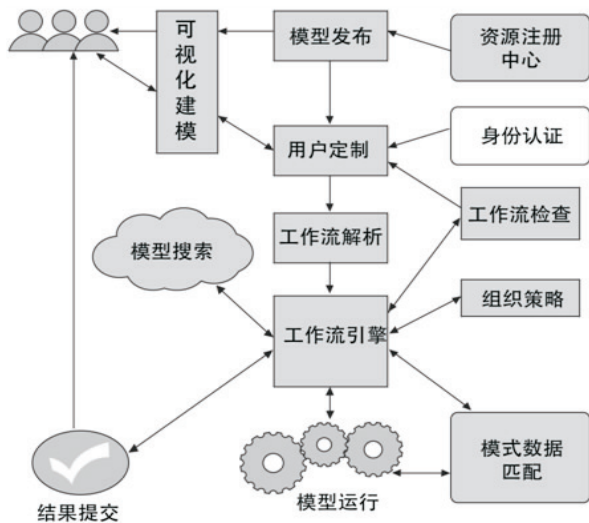 可
视
化
建
模
模型发布
资源注册
中心
用户定制
身份认证
工作流解析
工作流检查
模型搜索
工作流引擎
组织策略
模式数据
匹配
模型运行
结果提交